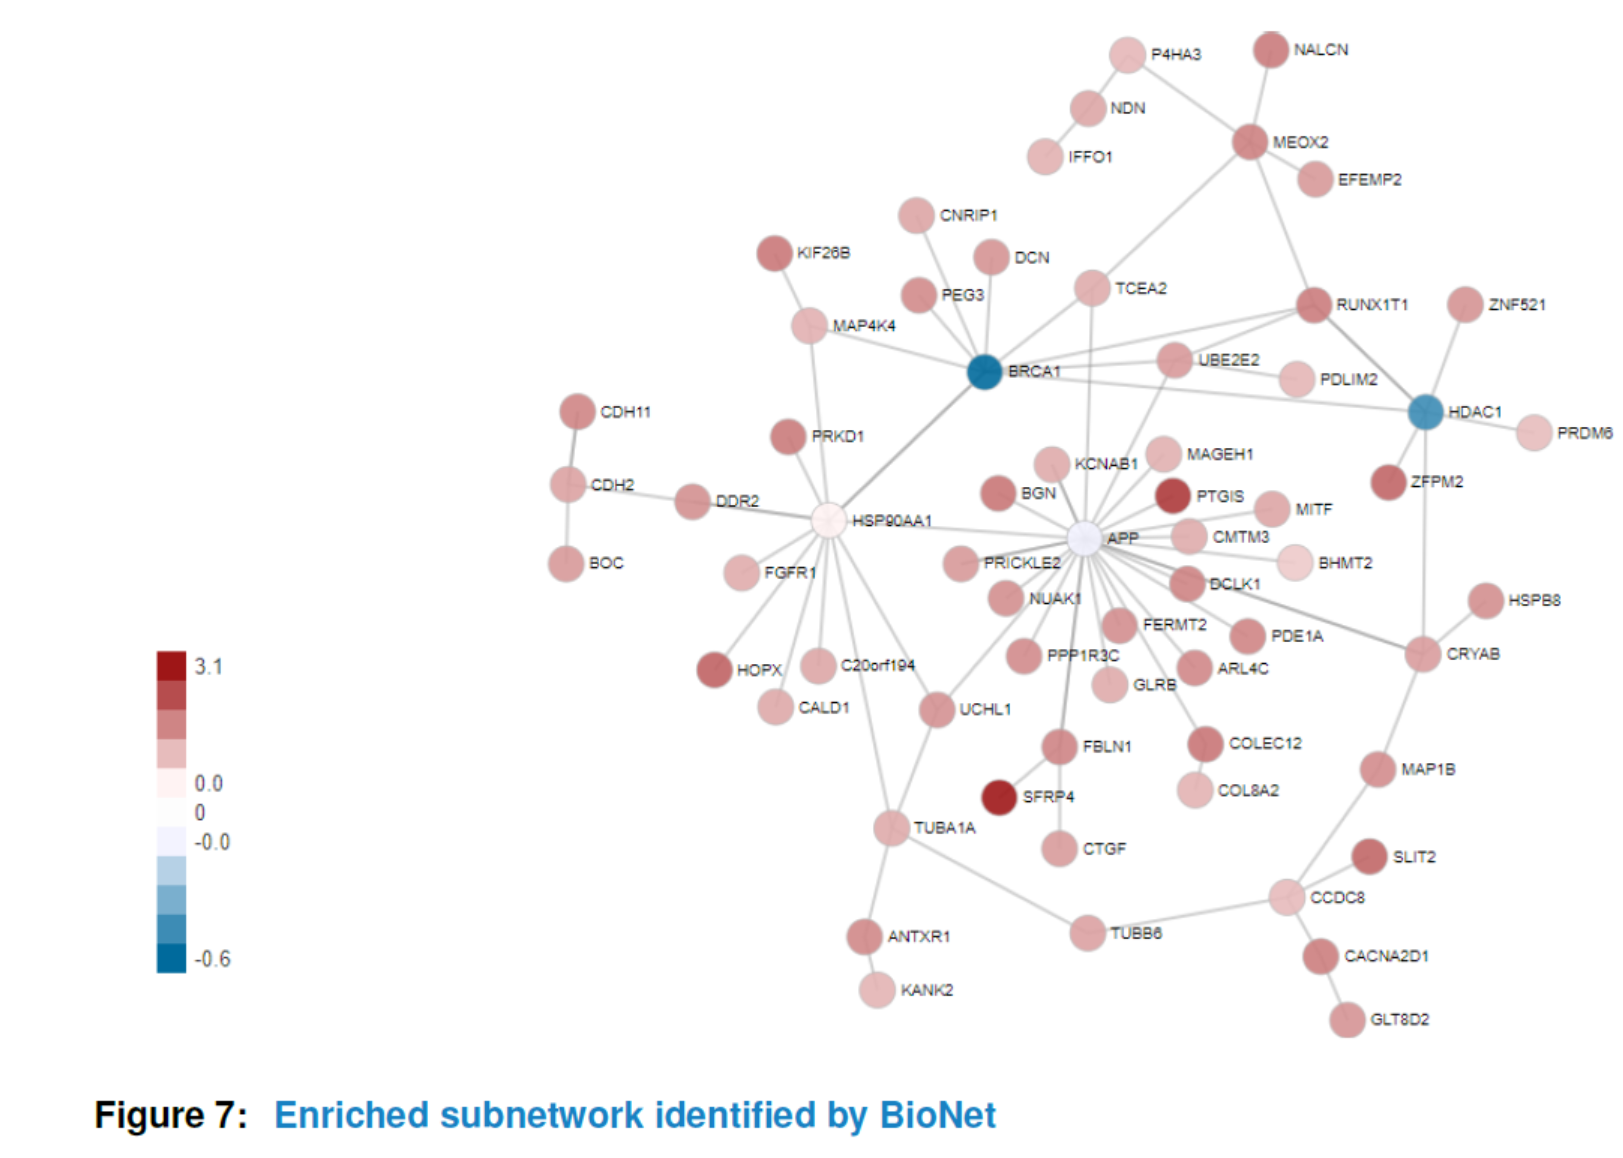 P4HA3
NALCN
NDN
MEOX2
IFFO1
EFEMP2
CNRIP1
KIF26B
DCN
TCEA2
PEG3
RUNX1T1
ZNF521
MAP4K4
UBE2E2
BRCA1
PDLIM2
CDH11
HDAC1
PRKD1
PRDM6
KCNAB1
MAGEH1
CDH2
DDR2
BGN
PTGIS
ZFPM2
MITF
HSP90AA1
APP
CMTM3
BOC
FGFR1
PRICKLE2
BHMT2
DCLK1
NUAK1
HSPB8
FERMT2
PDE1A
PPP1R3C
CRYAB
3.1
HOPX
C20orf194
ARL4C
GLRB
CALD1
UCHL1
FBLN1
COLEC12
MAP1B
0.0
SFRP4
COL8A2
0
TUBA1A
-0.0
CTGF
SLIT2
CCDC8
ANTXR1
TUBB6
-0.6
CACNA2D1
KANK2
GLT8D2
Figure 7: Enriched subnetwork identified by BioNet